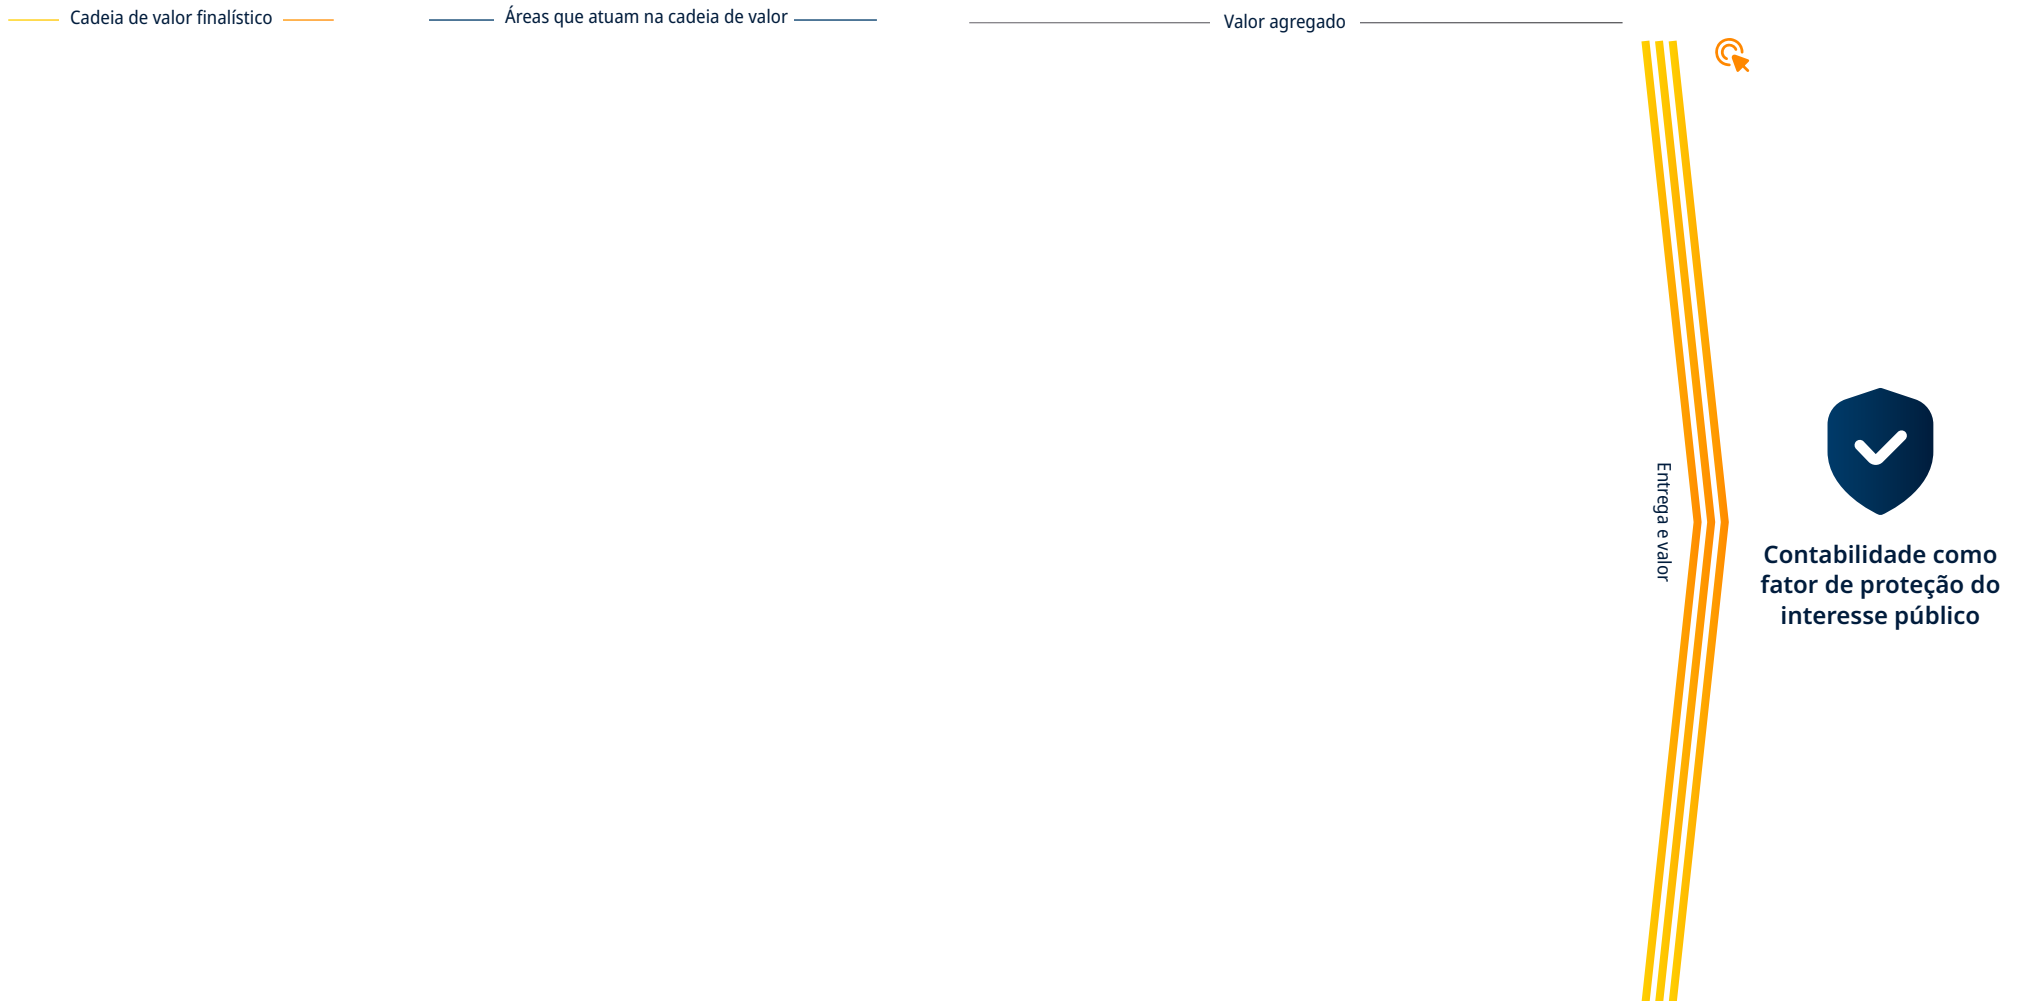 Cadeia de valor finalístico
Áreas que atuam na cadeia de valor
Valor agregado
Entrega e valor
Contabilidade como
fator de proteção do
interesse público